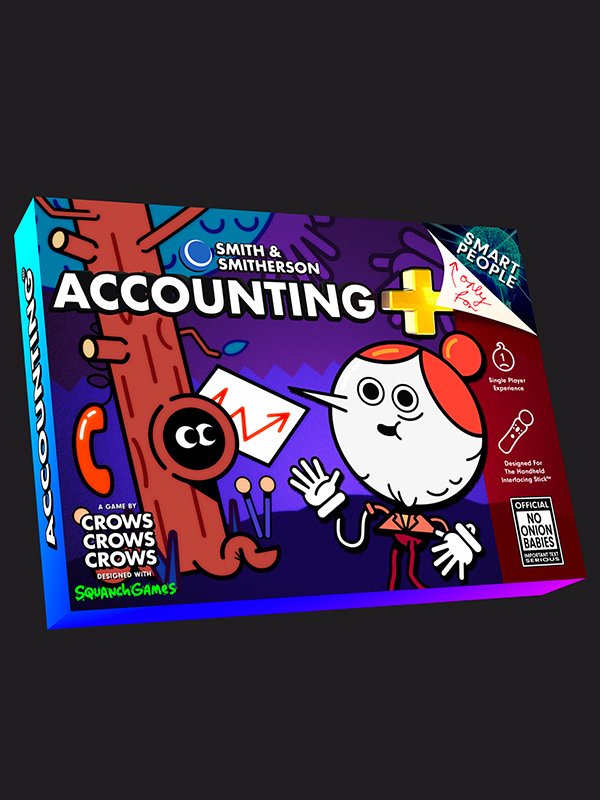 SMITH &
SMITHERSON
ACCOUNTING+
SMART
PEOPLE
only
for
1
Single Player
Experience
Designed For
The Handheld
Interfacing Stick™
A GAME BY
CROWS
CROWS
CROWS
DESIGNED WITH
SQUANCHGAMES
OFFICIAL
NO
ONION
BABIES
IMPORTANT TEXT
SERIOUS
ACCOUNTING+